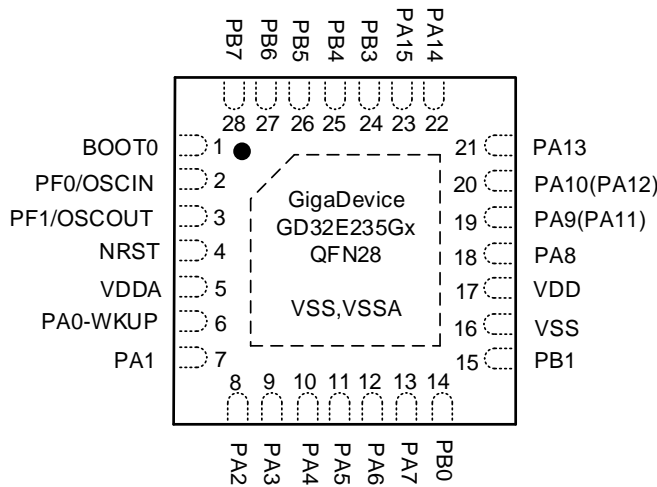 PB7 PB6 PB5 PB4 PB3 PA15 PA14
28 27 26 25 24 23 22
BOOT0 1
PF0/OSCIN 2
PF1/OSCOUT 3
NRST 4
VDDA 5
PA0-WKUP 6
PA1 7
GigaDevice
GD32E235Gx
QFN28
VSS,VSSA
21 PA13
20 PA10(PA12)
19 PA9(PA11)
18 PA8
17 VDD
16 VSS
15 PB1
8 9 10 11 12 13 14
PA2 PA3 PA4 PA5 PA6 PA7 PB0